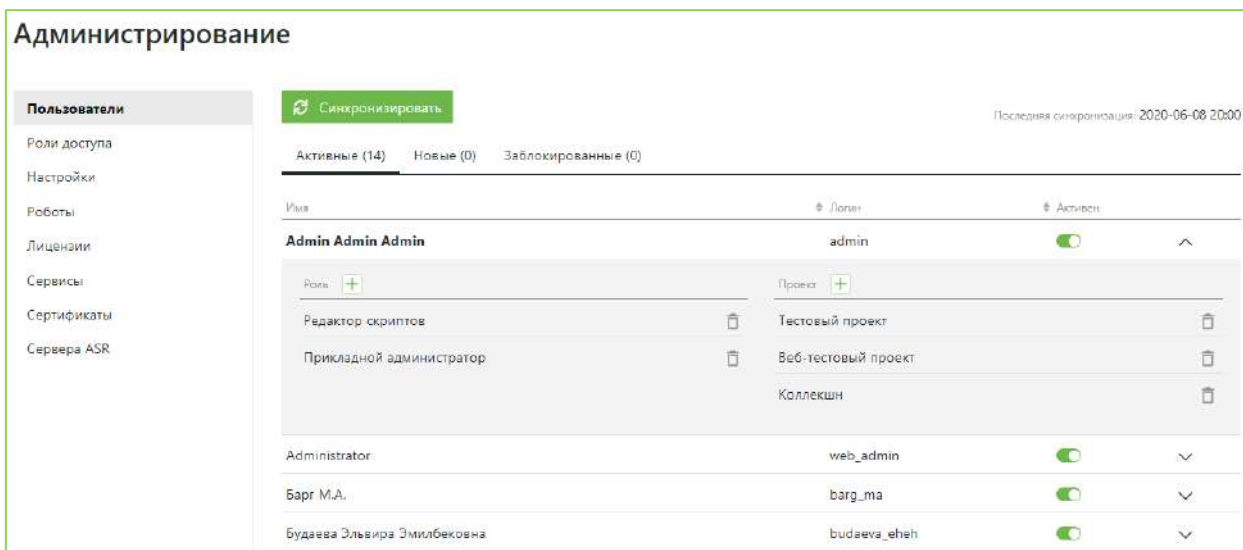 Администрирование
Пользователи
Роли доступа
Настройки
Роботы
Лицензии
Сервисы
Сертификаты
Сервера ASR
Синхронизировать
Последняя синхронизация: 2020-06-08 20:00
Активные (14) Новые (0) Заблокированные (0)
Имя Логин Активен
Admin Admin Admin admin
Роль Проект
Редактор скриптов Тестовый проект
Прикладной администратор Веб-тестовый проект
Коллекшн
Administrator web_admin
Барг М.А. barg_ma
Будаева Эльвира Эмилбековна budaeva_eheh